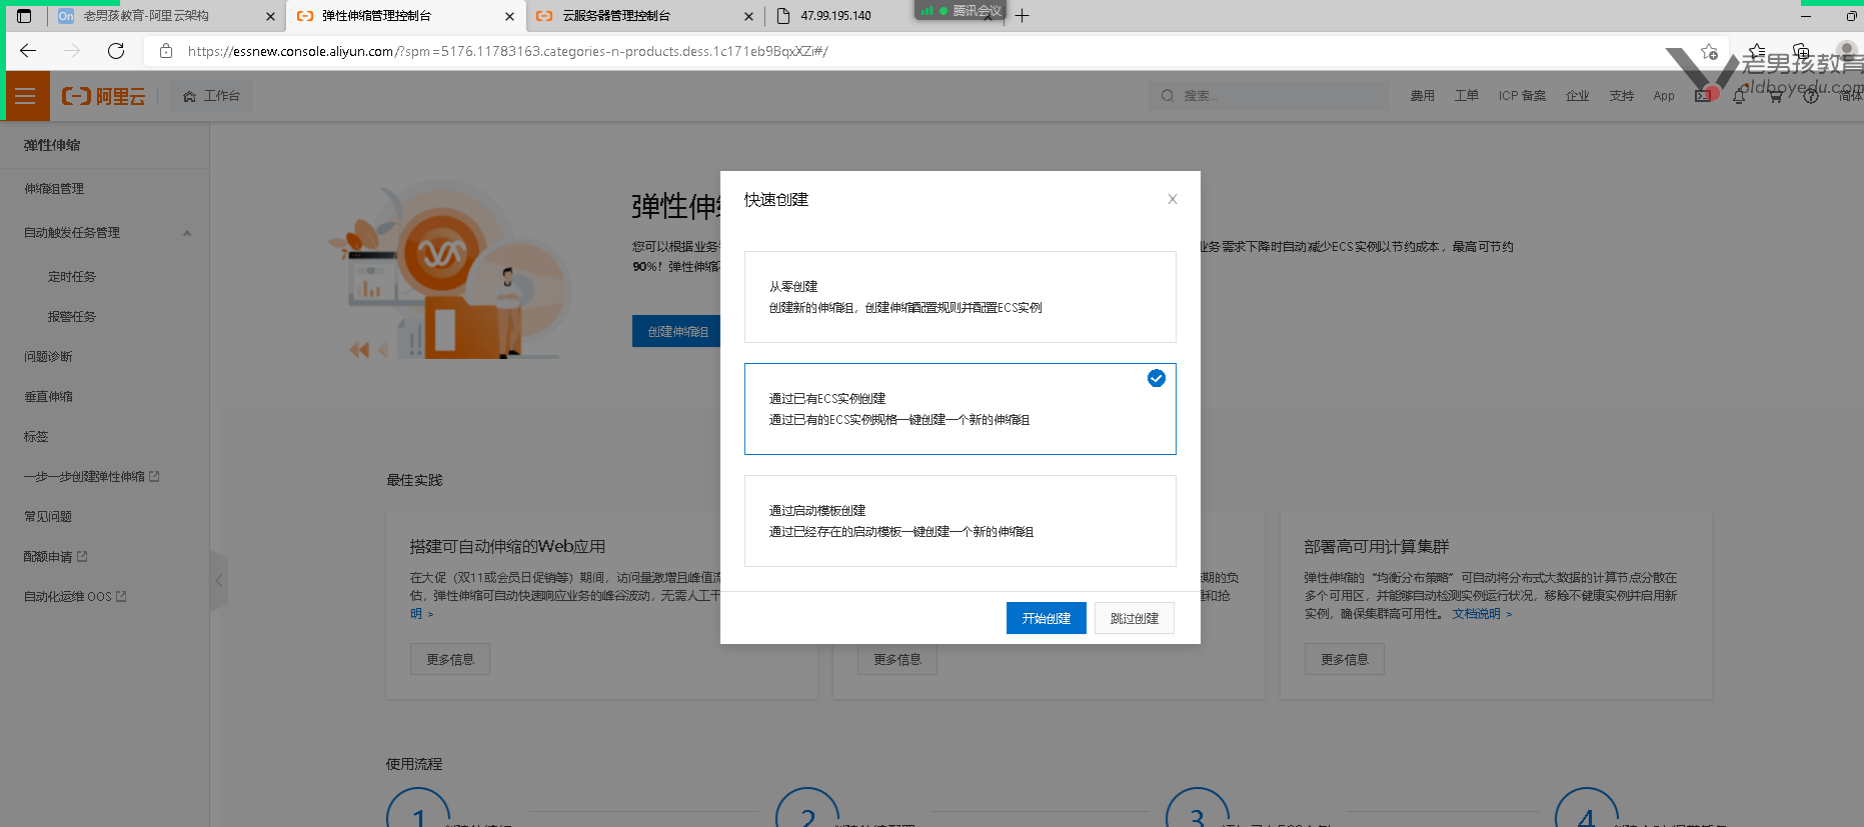 On 老男孩教育-阿里云架构
弹性伸缩管理控制台
云服务器管理控制台
47.99.195.140
腾讯会议
https://essnew.console.aliyun.com/?spm=5176.11783163.categories-n-products.dess.1c171eb9BqxXZi#/
老男孩教育
oldboyedu.com
阿里云
工作台
搜索...
费用
工单
ICP 备案
企业
支持
App
简体
弹性伸缩
伸缩组管理
自动触发任务管理
定时任务
报警任务
问题诊断
垂直伸缩
标签
一步一步创建弹性伸缩
常见问题
配额申请
自动化运维 OOS
弹性伸
您可以根据业务
业务需求下降时自动减少ECS实例以节约成本，最高可节约
90%！弹性伸缩
创建伸缩组
快速创建
从零创建
创建新的伸缩组，创建伸缩配置规则并配置ECS实例
通过已有ECS实例创建
通过已有的ECS实例规格一键创建一个新的伸缩组
通过启动模板创建
通过已经存在的启动模板一键创建一个新的伸缩组
开始创建
跳过创建
最佳实践
搭建可自动伸缩的Web应用
在大促（双11或会员日促销等）期间，访问量激增且峰值
估，弹性伸缩可自动快速响应业务的峰谷波动，无需人工干
明 >
更多信息
期的负
和抢
更多信息
部署高可用计算集群
弹性伸缩的“均衡分布策略”可自动将分布式大数据的计算节点分散在
多个可用区，并能够自动检测实例运行状况，移除不健康实例并启用新
实例，确保集群高可用性。 文档说明 >
更多信息
使用流程
1
2
3
4